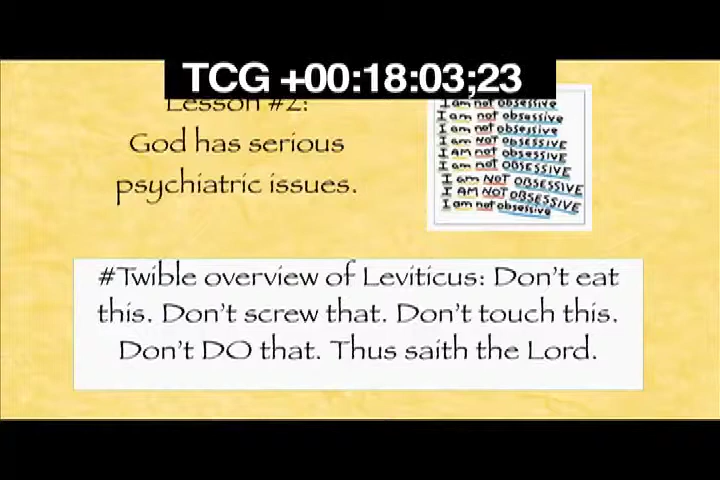 TCG +00:18:03;23
Lesson #2:
God has serious
psychiatric issues.
I am not obsessive
I am not obsessive
I am not obsessive
I am NOT obsessive
I AM not obsessive
I am not OBSESSIVE
I am NOT OBSESSIVE
I AM NOT OBSESSIVE
I am not obsessive
#Twible overview of Leviticus: Don't eat
this. Don't screw that. Don't touch this.
Don't DO that. Thus saith the Lord.